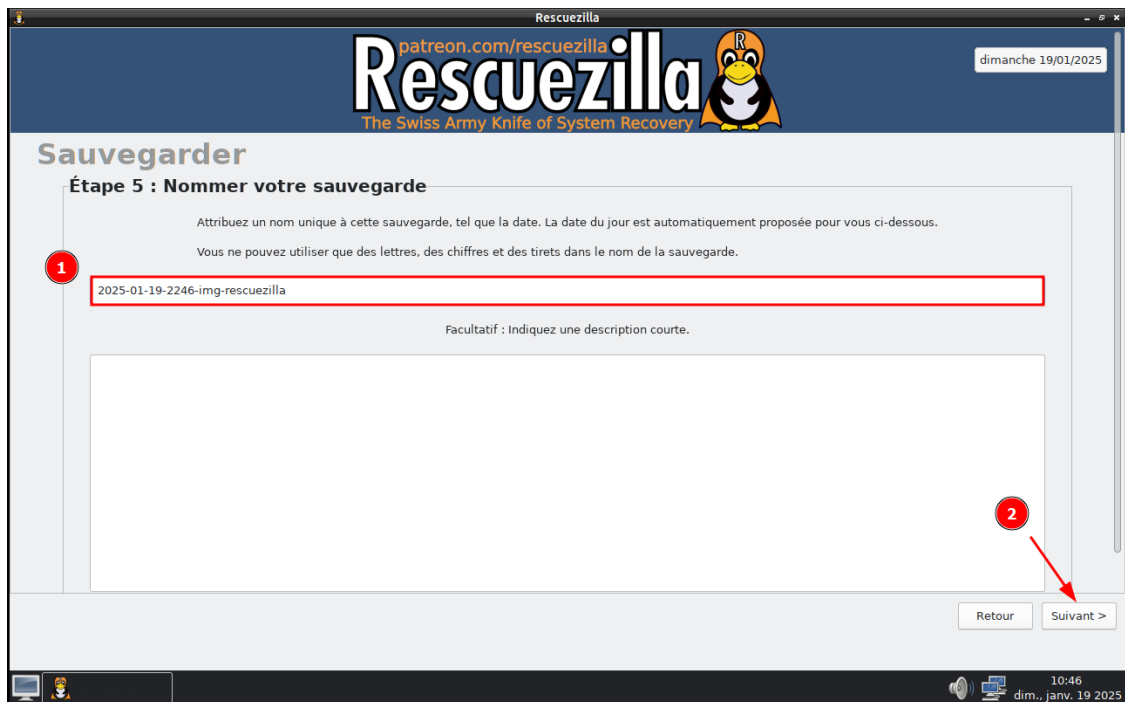 Rescuezilla
patreon.com/rescuezilla
R
Rescuezilla
The Swiss Army Knife of System Recovery
dimanche 19/01/2025
Sauvegarder
Étape 5 : Nommer votre sauvegarde
Attribuez un nom unique à cette sauvegarde, tel que la date. La date du jour est automatiquement proposée pour vous ci-dessous.
Vous ne pouvez utiliser que des lettres, des chiffres et des tirets dans le nom de la sauvegarde.
1
2025-01-19-2246-img-rescuezilla
Facultatif : Indiquez une description courte.
2
Retour
Suivant >
10:46
dim., janv. 19 2025